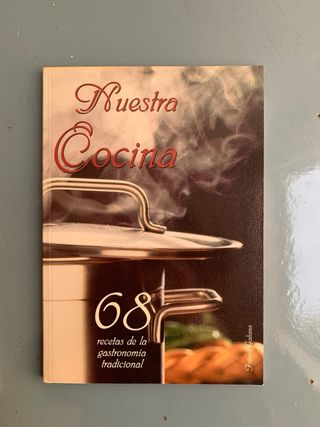 Nuestra
Cocina
68
recetas de la
gastronomía
tradicional